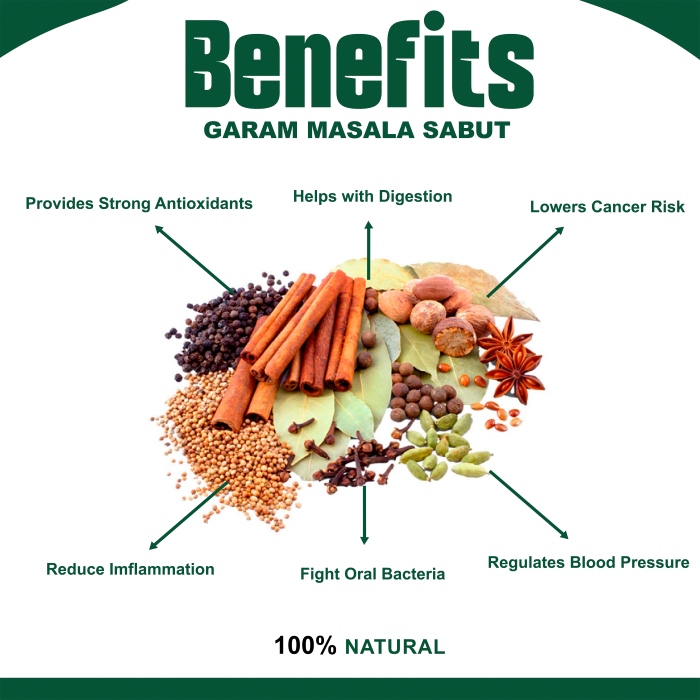 Benefits
GARAM MASALA SABUT
Provides Strong Antioxidants
Helps with Digestion
Lowers Cancer Risk
Reduce Imflammation
Fight Oral Bacteria
Regulates Blood Pressure
100% NATURAL